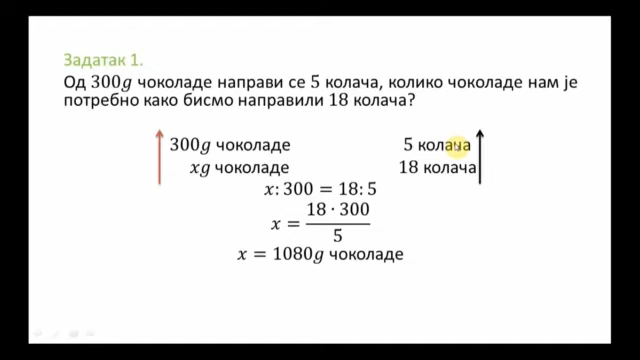 Задатак 1.
Од 300g чоколаде направи се 5 колача, колико чоколаде нам је
потребно како бисмо направили 18 колача?
300g чоколаде 5 колача
xg чоколаде 18 колача
x: 300 = 18: 5
x = 18 · 300 / 5
x = 1080g чоколаде